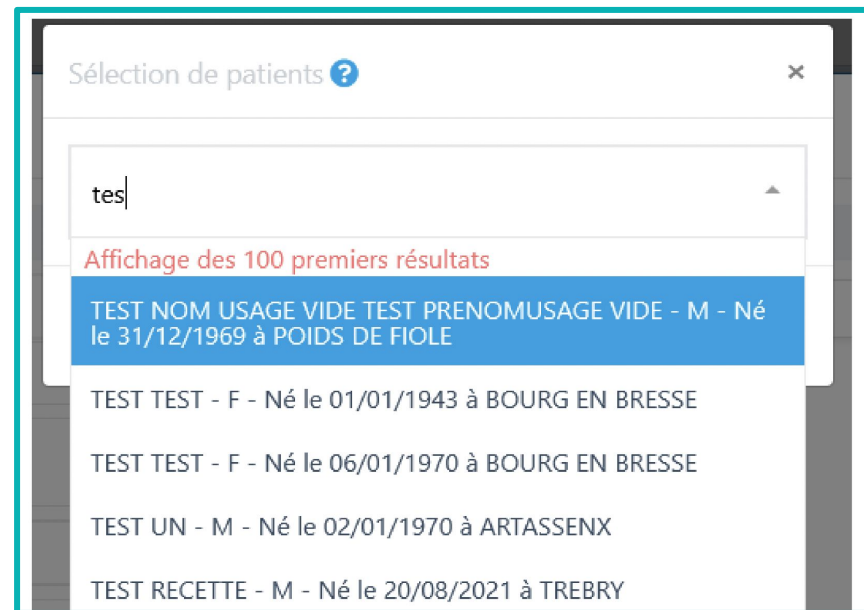 Sélection de patients ?
×
tes
Affichage des 100 premiers résultats
TEST NOM USAGE VIDE TEST PRENOMUSAGE VIDE - M - Né
le 31/12/1969 à POIDS DE FIOLE
TEST TEST - F - Né le 01/01/1943 à BOURG EN BRESSE
TEST TEST - F - Né le 06/01/1970 à BOURG EN BRESSE
TEST UN - M - Né le 02/01/1970 à ARTASSENX
TEST RECETTE - M - Né le 20/08/2021 à TREBRY